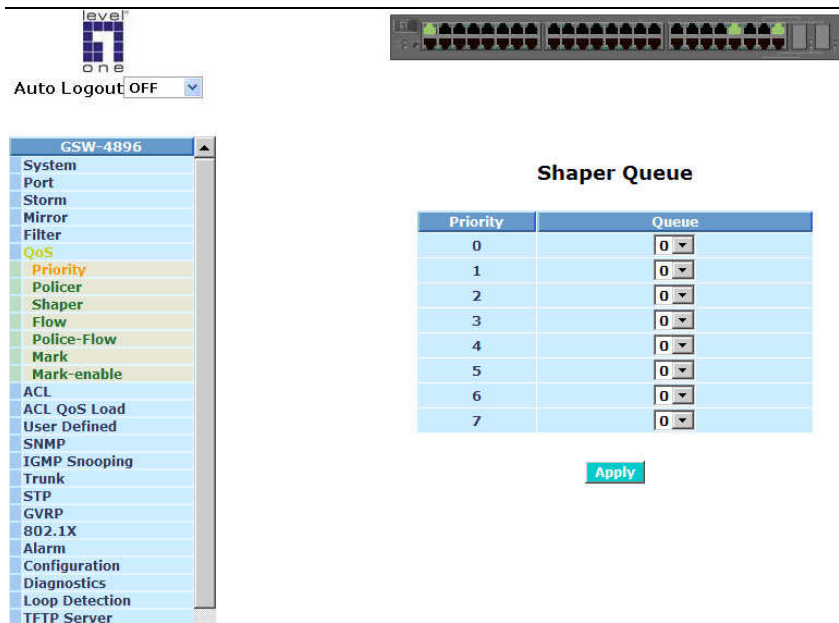 level
one
Auto Logout OFF
GSW-4896
System
Port
Storm
Mirror
Filter
QoS
Priority
Policer
Shaper
Flow
Police-Flow
Mark
Mark-enable
ACL
ACL QoS Load
User Defined
SNMP
IGMP Snooping
Trunk
STP
GVRP
802.1X
Alarm
Configuration
Diagnostics
Loop Detection
TFTP Server
Shaper Queue
Priority Queue
0 0
1 0
2 0
3 0
4 0
5 0
6 0
7 0
Apply